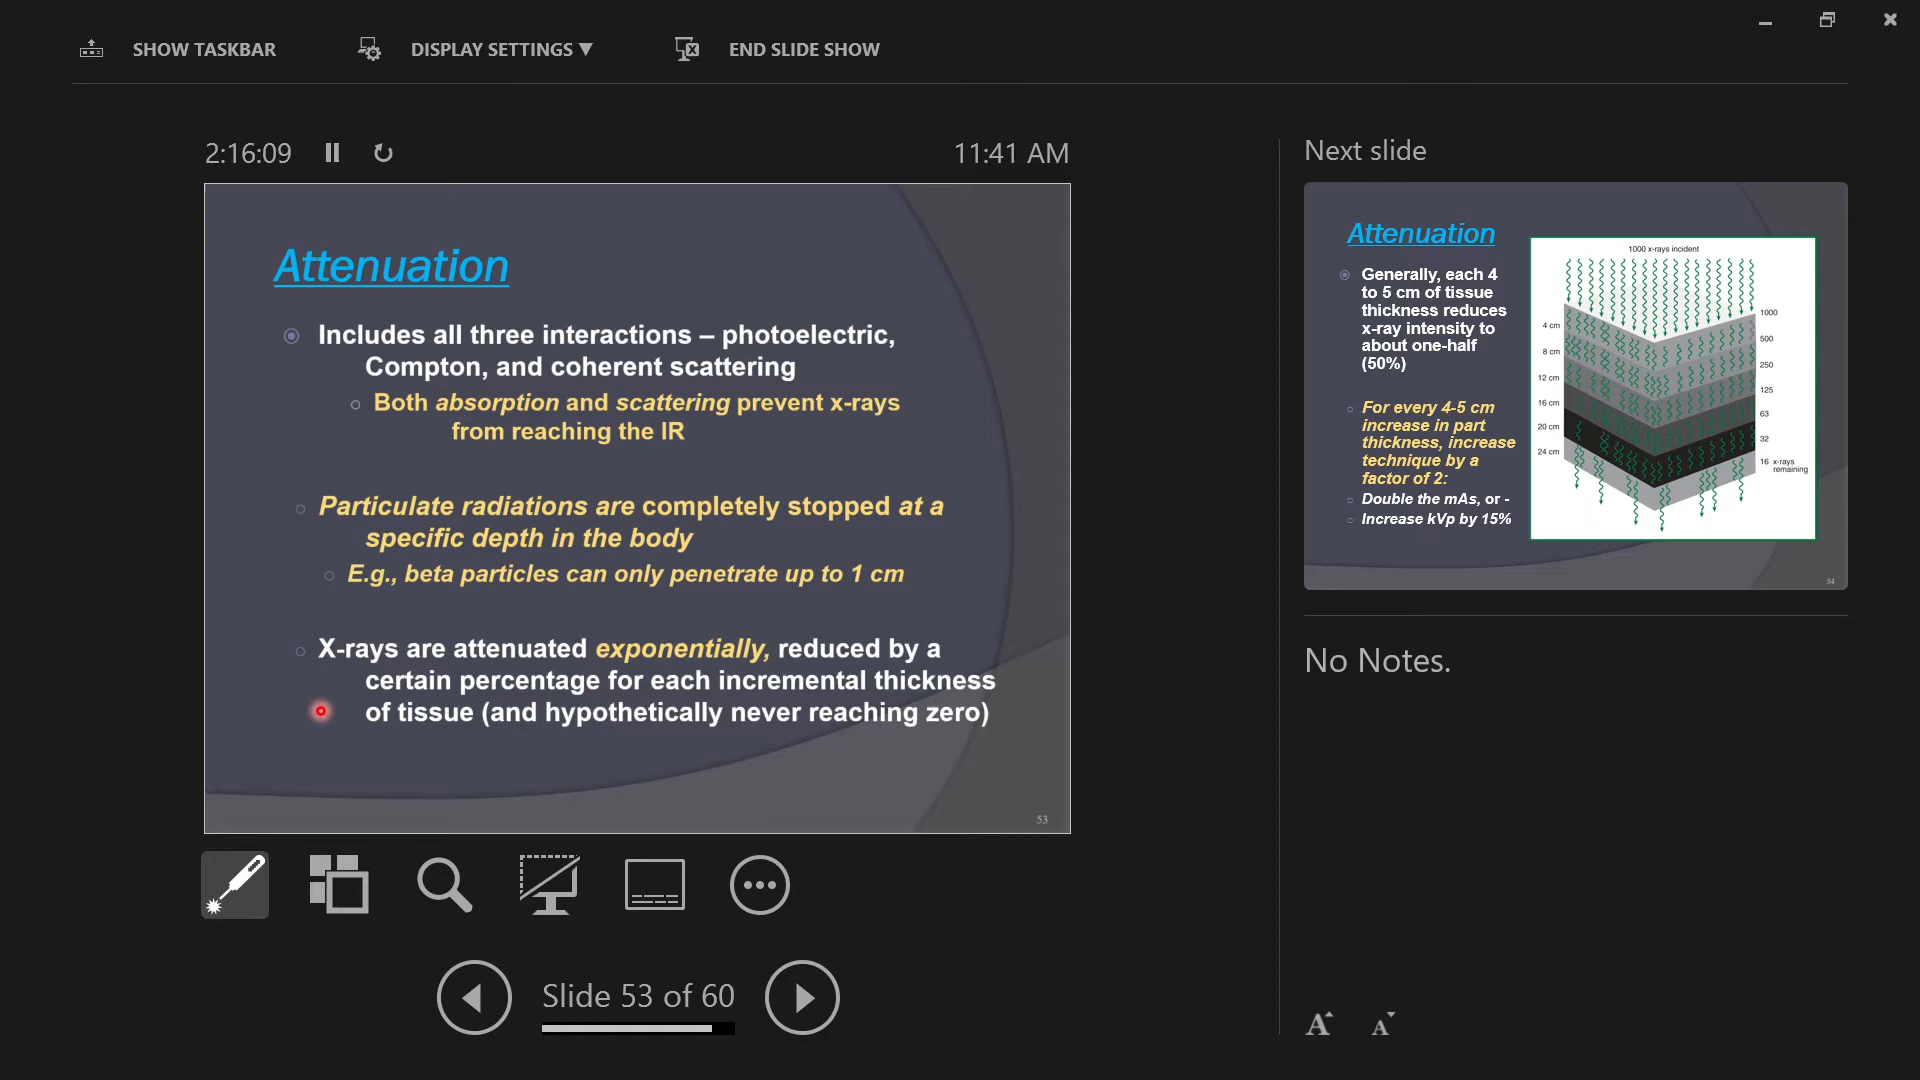 SHOW TASKBAR
DISPLAY SETTINGS ▼
END SLIDE SHOW
2:16:09
11:41 AM
Attenuation
Includes all three interactions – photoelectric,
Compton, and coherent scattering
Both absorption and scattering prevent x-rays
from reaching the IR
Particulate radiations are completely stopped at a
specific depth in the body
E.g., beta particles can only penetrate up to 1 cm
X-rays are attenuated exponentially, reduced by a
certain percentage for each incremental thickness
of tissue (and hypothetically never reaching zero)
53
Slide 53 of 60
Next slide
Attenuation
Generally, each 4
to 5 cm of tissue
thickness reduces
x-ray intensity to
about one-half
(50%)
For every 4-5 cm
increase in part
thickness, increase
technique by a
factor of 2:
Double the mAs, or -
Increase kVp by 15%
1000 x-rays incident
1000
4 cm
500
8 cm
250
12 cm
125
16 cm
63
20 cm
32
24 cm
16 x-rays
remaining
54
No Notes.
A A